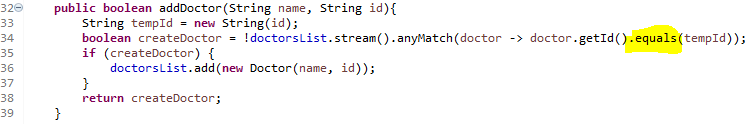 32 public boolean addDoctor(String name, String id){
33 String tempId = new String(id);
34 boolean createDoctor = !doctorsList.stream().anyMatch(doctor -> doctor.getId().equals(tempId));
35 if (createDoctor) {
36 doctorsList.add(new Doctor(name, id));
37 }
38 return createDoctor;
39 }